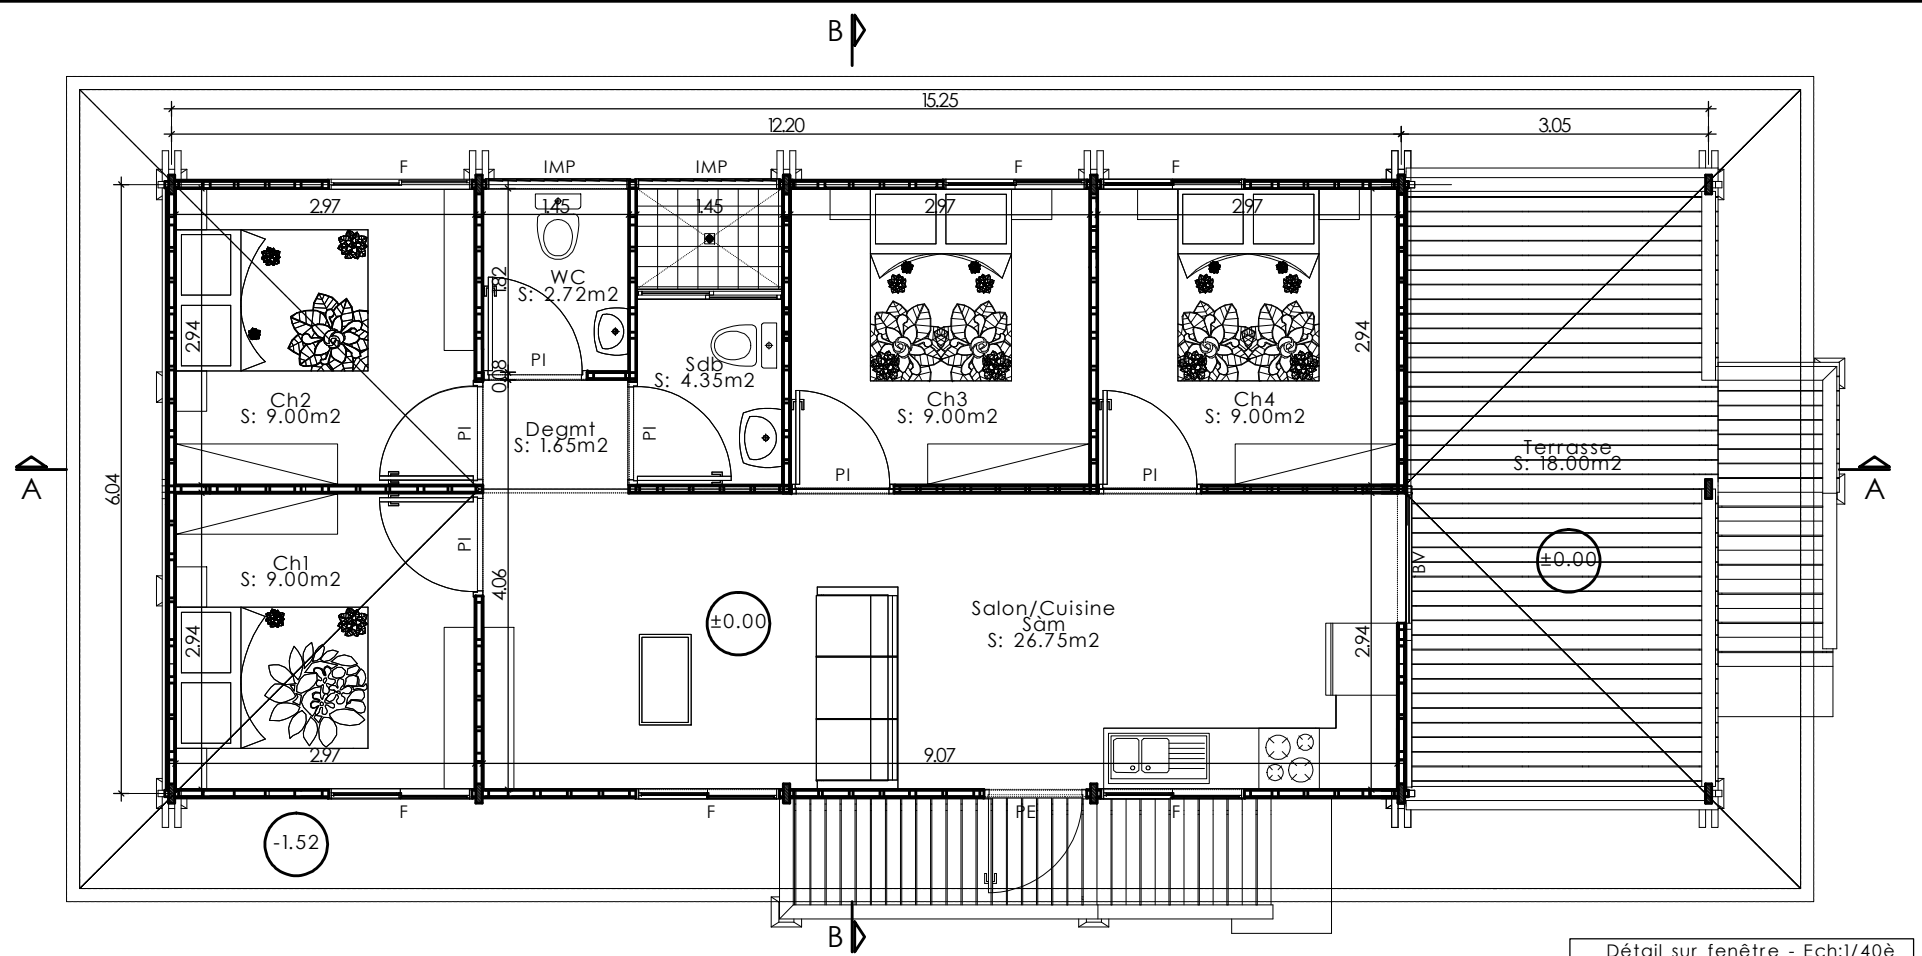 B
15.25
12.20
3.05
F
IMP
IMP
F
F
2.97
1.45
1.45
2.97
2.97
WC
S: 2.72m2
1.82
2.94
PI
0.08
Sdb
S: 4.35m2
2.94
Ch2
S: 9.00m2
Ch3
S: 9.00m2
Ch4
S: 9.00m2
PI
Degmt
S: 1.65m2
PI
Terrasse
S: 18.00m2
PI
PI
A
A
6.04
PI
Ch1
S: 9.00m2
4.06
BV
±0.00
±0.00
Salon/Cuisine
Sàm
S: 26.75m2
2.94
2.94
2.97
9.07
F
F
PE
F
-1.52
B
Détail sur fenêtre - Ech:1/40è